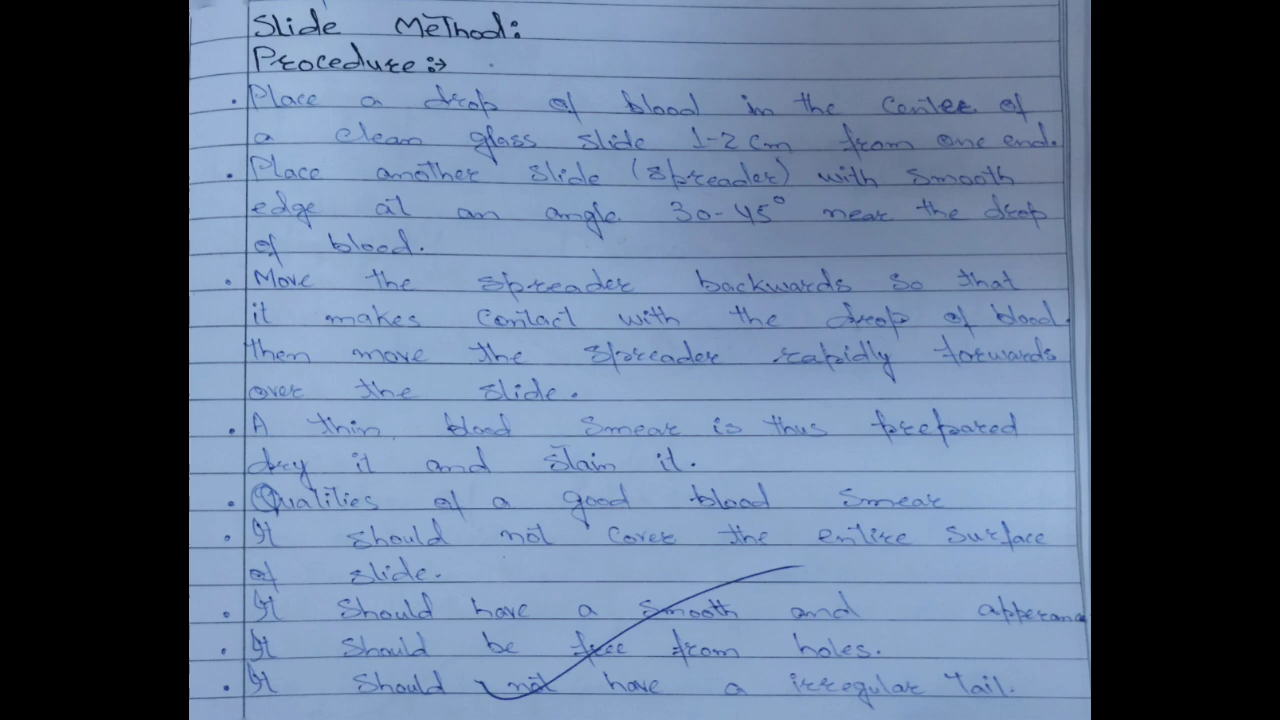 Slide Method:
Procedure:→
. Place a drop of blood in the center of
a clean glass slide 1-2 cm from one end.
. Place another slide (spreader) with smooth
edge at an angle 30-45° near the drop
of blood.
. Move the spreader backwards so that
it makes contact with the drop of blood.
then move the spreader rapidly forwards
over the slide.
. A thin blood smear is thus prepared
dry it and stain it.
. Qualities of a good blood smear
. It should not cover the entire surface
of slide.
. It should have a smooth and apperanc
. It should be free from holes.
. It should not have a irregular tail.